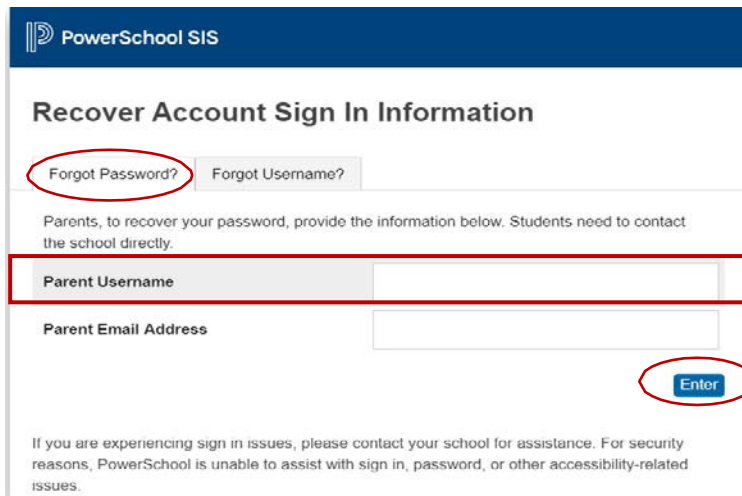 PowerSchool SIS
Recover Account Sign In Information
Forgot Password? Forgot Username?
Parents, to recover your password, provide the information below. Students need to contact
the school directly.
Parent Username
Parent Email Address
Enter
If you are experiencing sign in issues, please contact your school for assistance. For security
reasons, PowerSchool is unable to assist with sign in, password, or other accessibility-related
issues.